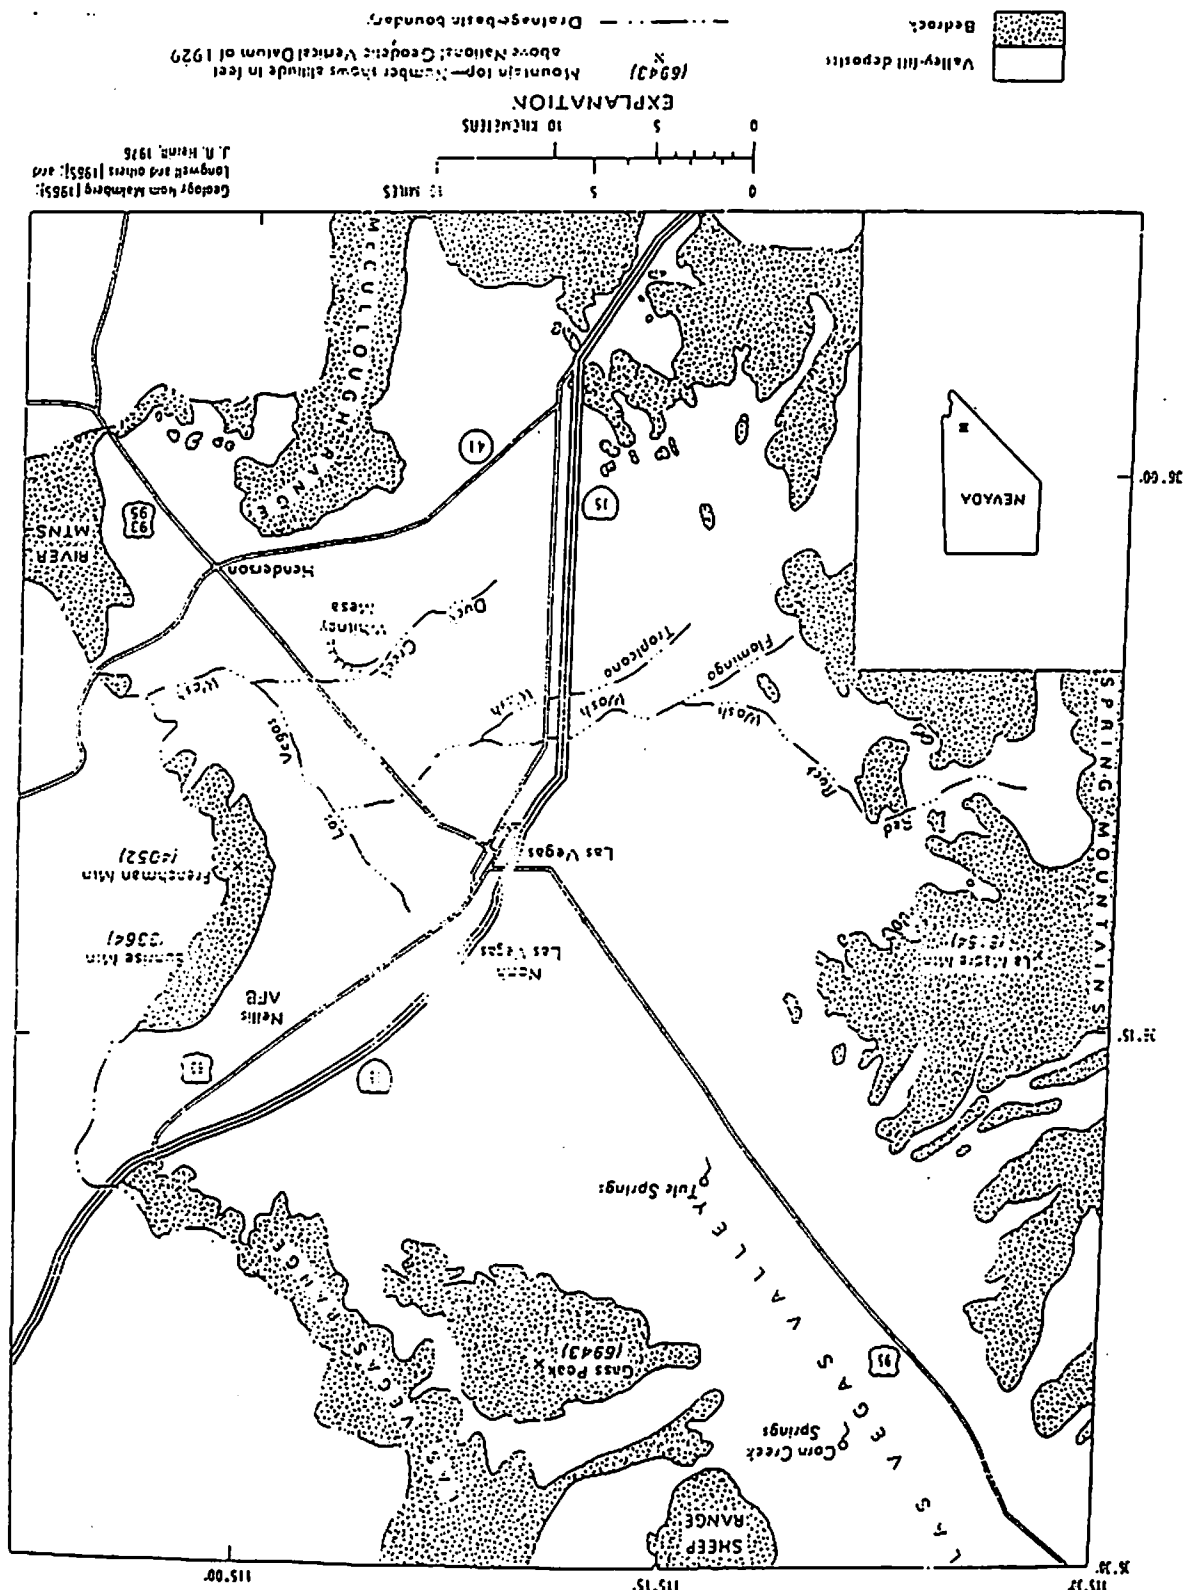 115°15'
115°00'
SHEEP
RANGE
Corn Creek
Springs
95
LAS VEGAS VALLEY
Gass Peak
(6943)
LAS VEGAS RANGE
Tule Springs
15
93
36°15'
SPRING MOUNTAINS
La Madre Mtn
(8154)
Nellis
AFB
North
Las Vegas
Sunrise Mtn
(3364)
Frenchman Mtn
(4052)
Las Vegas
Red
Rock
Wash
Las
Vegas
Wash
Flamingo
Wash
Tropicana
Wash
Duck
Creek
Whitney
Mesa
Henderson
RIVER
MTNS
NEVADA
93
95
15
41
36°00'
McCULLOUGH RANGE
0 5 10 MILES
0 5 10 KILOMETERS
Geology from Malmberg (1965);
Longwell and others (1965); and
J. R. Harrill, 1976
EXPLANATION
Valley-fill deposits
Bedrock
(6943)
X
Mountain top—Number shows altitude in feet
above National Geodetic Vertical Datum of 1929
Drainage-basin boundary